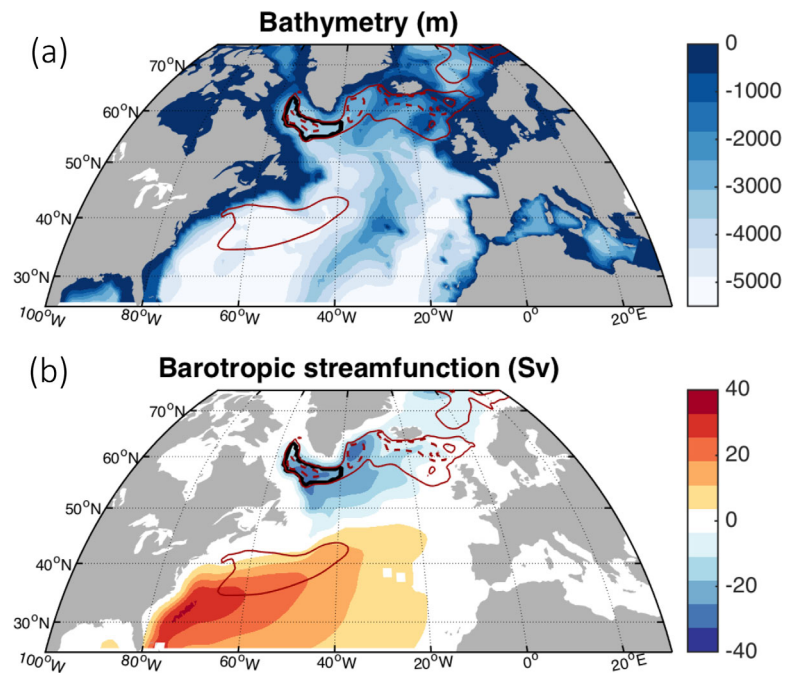 Bathymetry (m)
(a)
70°N
60°N
50°N
40°N
30°N
100°W
80°W
60°W
40°W
20°W
0°
20°E
0
-1000
-2000
-3000
-4000
-5000
Barotropic streamfunction (Sv)
(b)
70°N
60°N
50°N
40°N
30°N
100°W
80°W
60°W
40°W
20°W
0°
20°E
40
20
0
-20
-40